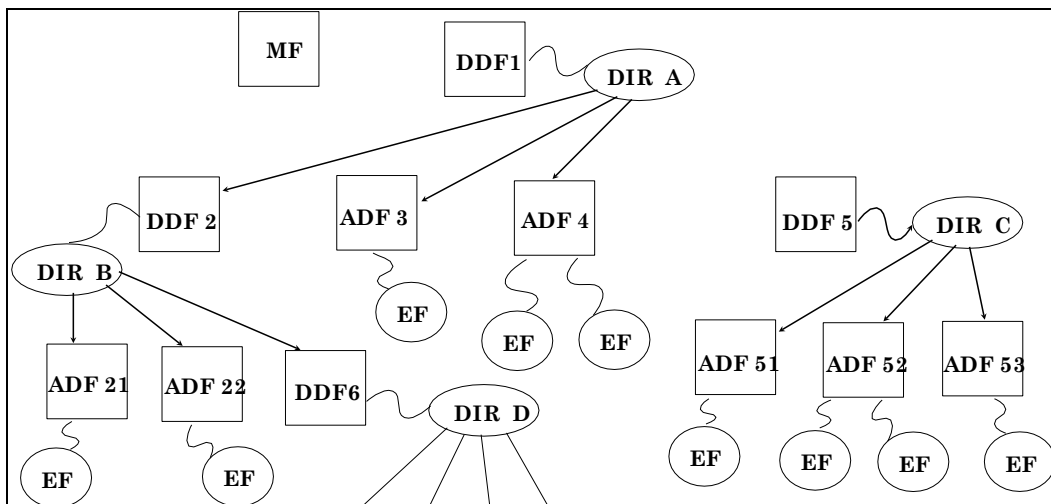 MF
DDF1
DIR A
DDF 2
ADF 3
ADF 4
DDF 5
DIR C
DIR B
EF
EF
EF
ADF 21
ADF 22
DDF6
DIR D
ADF 51
ADF 52
ADF 53
EF
EF
EF
EF
EF
EF